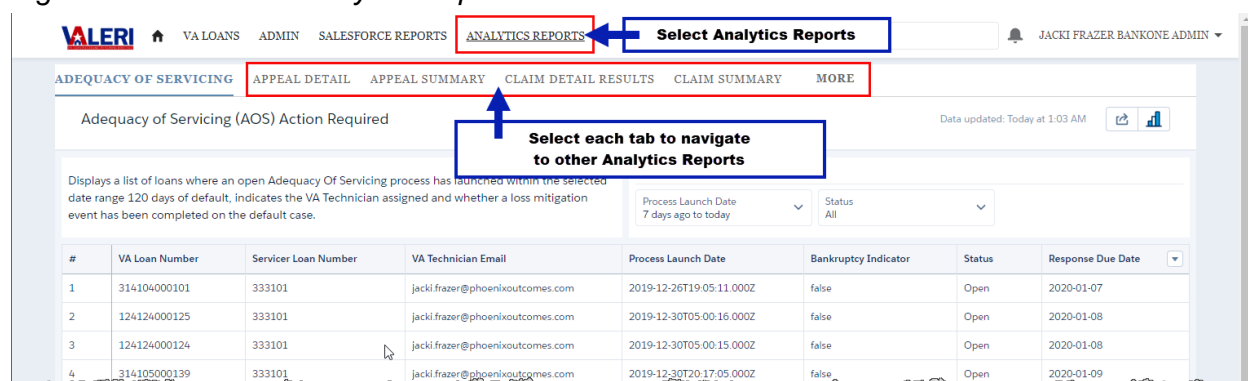 VALERI VA LOANS ADMIN SALESFORCE REPORTS ANALYTICS REPORTS Select Analytics Reports JACKI FRAZER BANKONE ADMIN
ADEQUACY OF SERVICING APPEAL DETAIL APPEAL SUMMARY CLAIM DETAIL RESULTS CLAIM SUMMARY MORE
Adequacy of Servicing (AOS) Action Required Data updated: Today at 1:03 AM
Select each tab to navigate
to other Analytics Reports
Displays a list of loans where an open Adequacy Of Servicing process has launched within the selected
date range 120 days of default, indicates the VA Technician assigned and whether a loss mitigation
event has been completed on the default case.
Process Launch Date Status
7 days ago to today All
# VA Loan Number Servicer Loan Number VA Technician Email Process Launch Date Bankruptcy Indicator Status Response Due Date
1 314104000101 333101 jacki.frazer@phoenixoutcomes.com 2019-12-26T19:05:11.000Z false Open 2020-01-07
2 124124000125 333101 jacki.frazer@phoenixoutcomes.com 2019-12-30T05:00:16.000Z false Open 2020-01-08
3 124124000124 333101 jacki.frazer@phoenixoutcomes.com 2019-12-30T05:00:15.000Z false Open 2020-01-08
4 314105000139 333101 jacki.frazer@phoenixoutcomes.com 2019-12-30T20:17:05.000Z false Open 2020-01-09